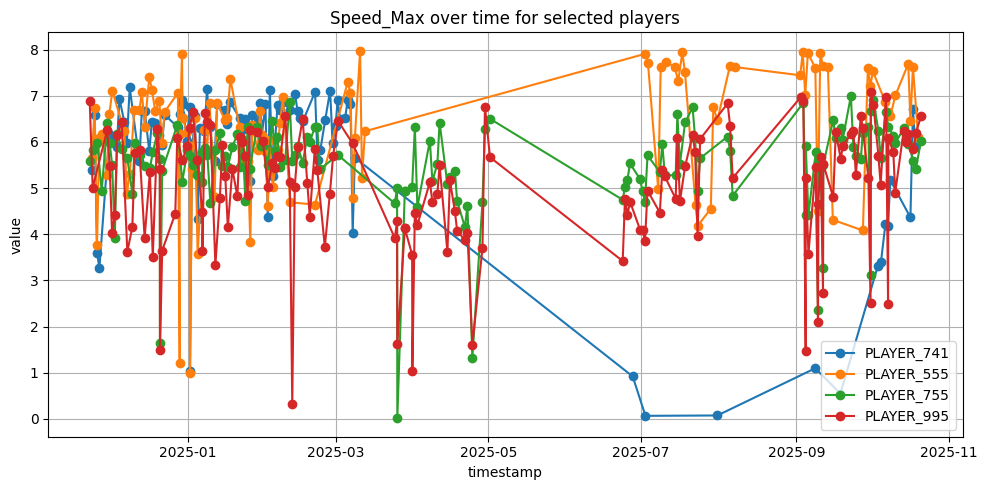 Speed_Max over time for selected players
value
8
7
6
5
4
3
2
1
0
2025-01
2025-03
2025-05
2025-07
2025-09
2025-11
timestamp
PLAYER_741
PLAYER_555
PLAYER_755
PLAYER_995